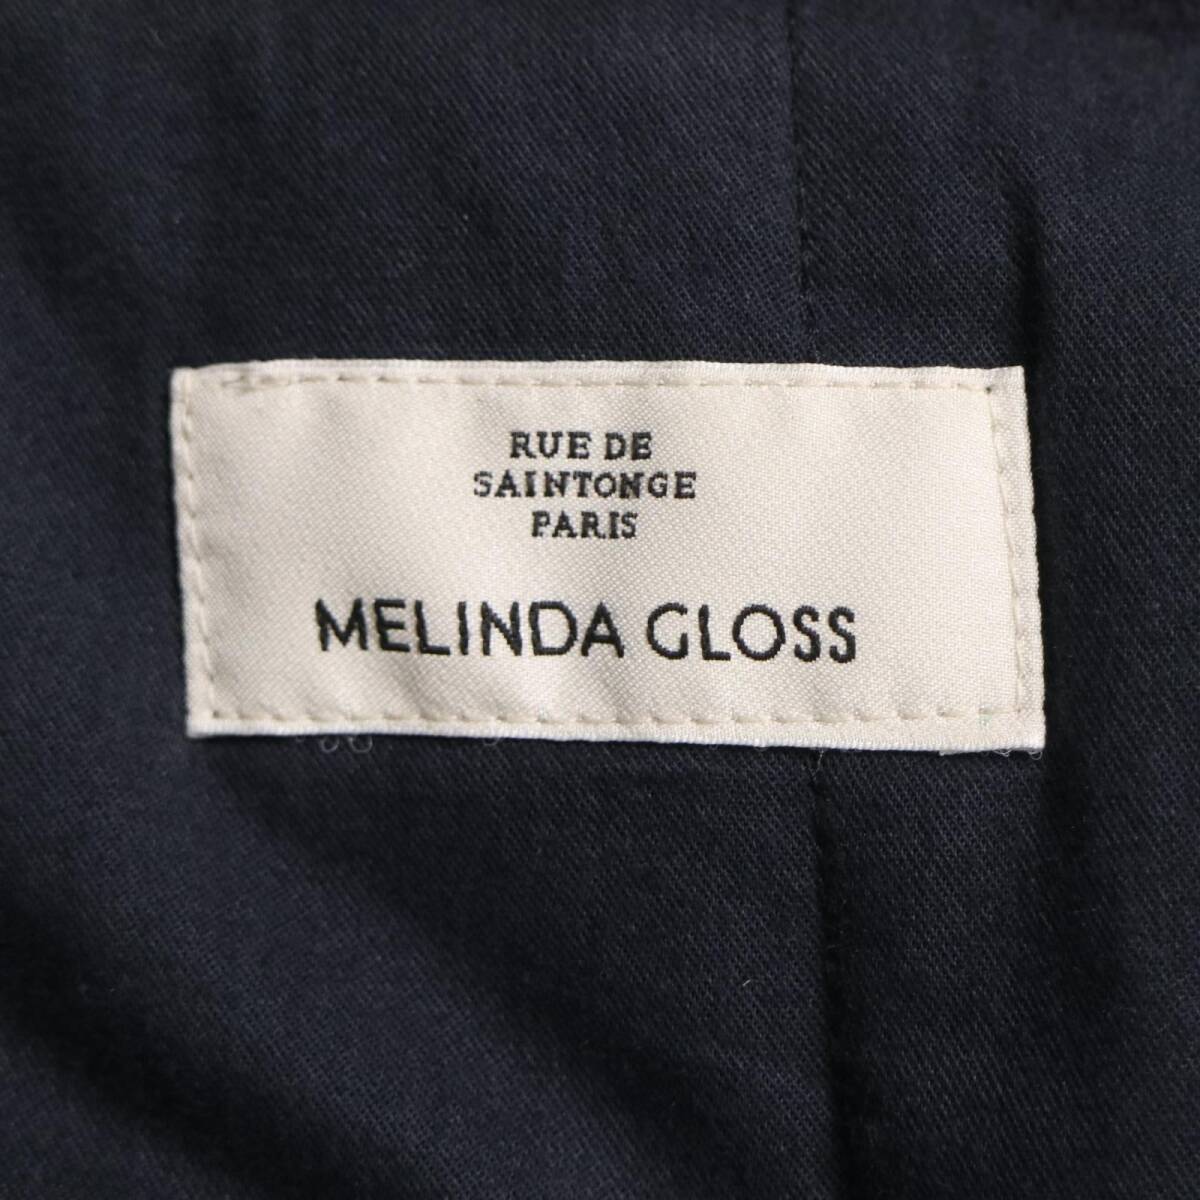 RUE DE
SAINTONGE
PARIS
MELINDA GLOSS